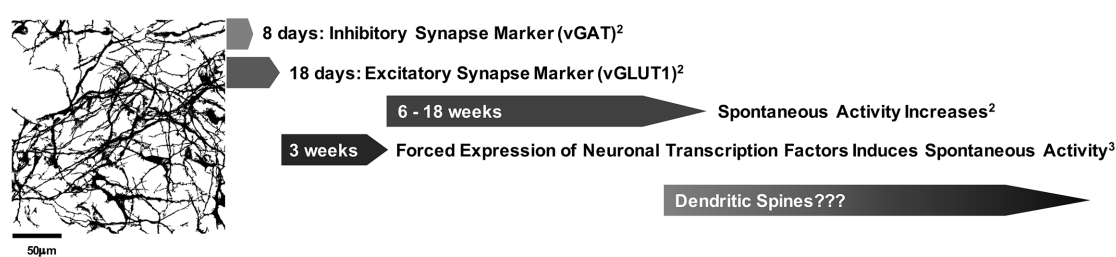 8 days: Inhibitory Synapse Marker (vGAT)²
18 days: Excitatory Synapse Marker (vGLUT1)²
6 - 18 weeks Spontaneous Activity Increases²
3 weeks Forced Expression of Neuronal Transcription Factors Induces Spontaneous Activity³
Dendritic Spines???
50μm